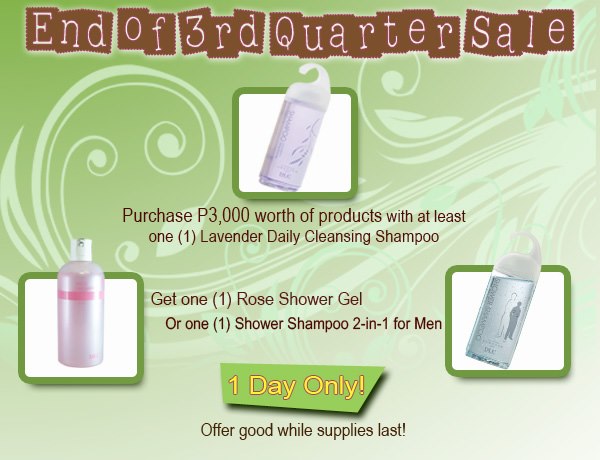 End Of 3rd Quarter Sale
Purchase P3,000 worth of products with at least
one (1) Lavender Daily Cleansing Shampoo
Get one (1) Rose Shower Gel
Or one (1) Shower Shampoo 2-in-1 for Men
1 Day Only!
Offer good while supplies last!